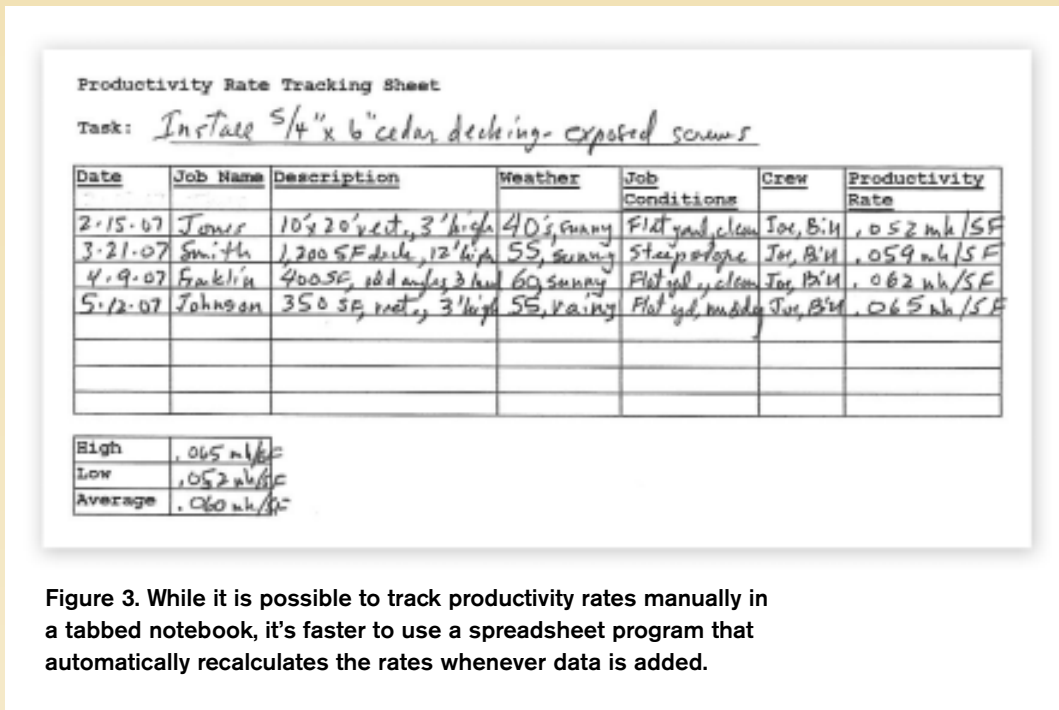 Productivity Rate Tracking Sheet
Task: Install 5/4" x 6" cedar decking - exposed screws
Date Job Name Description Weather Job Conditions Crew Productivity Rate
2-15-07 Jones 10'x20' rect., 3' high 40's, sunny Flat yard, clean Joe, Bill .052 mh/SF
3-21-07 Smith 1,200 SF deck, 12' high 55, sunny Steep slope Joe, Bill .059 mh/SF
4-9-07 Franklin 400 SF, odd angles, 3' 60, sunny Flat yd., clean Joe, Bill .062 mh/SF
5-12-07 Johnson 350 SF, rect., 3' high 55, rainy Flat yd, muddy Joe, Bill .065 mh/SF
High .065 mh/SF
Low .052 mh/SF
Average .060 mh/SF
Figure 3. While it is possible to track productivity rates manually in
a tabbed notebook, it's faster to use a spreadsheet program that
automatically recalculates the rates whenever data is added.